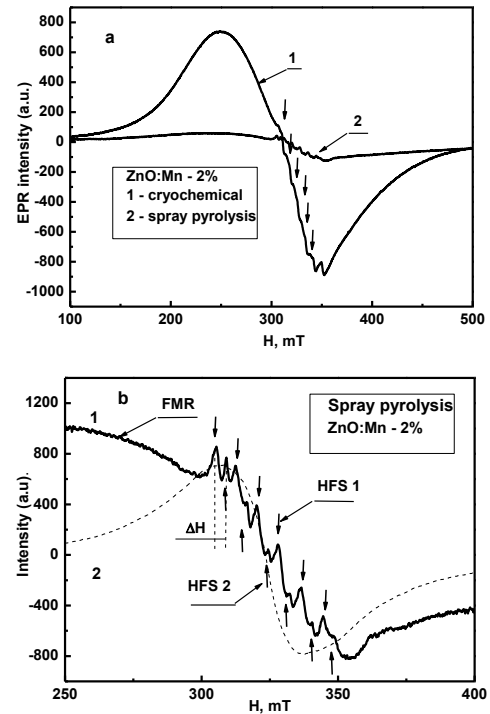 a
800
600
400
200
0
-200
-400
-600
-800
-1000
EPR intensity (a.u.)
1
2
ZnO:Mn - 2%
1 - cryochemical
2 - spray pyrolysis
100
200
300
400
500
H, mT
b
1200
800
400
0
-400
-800
Intensity (a.u).
1
FMR
Spray pyrolysis
ZnO:Mn - 2%
HFS 1
ΔH
HFS 2
2
250
300
350
400
H, mT